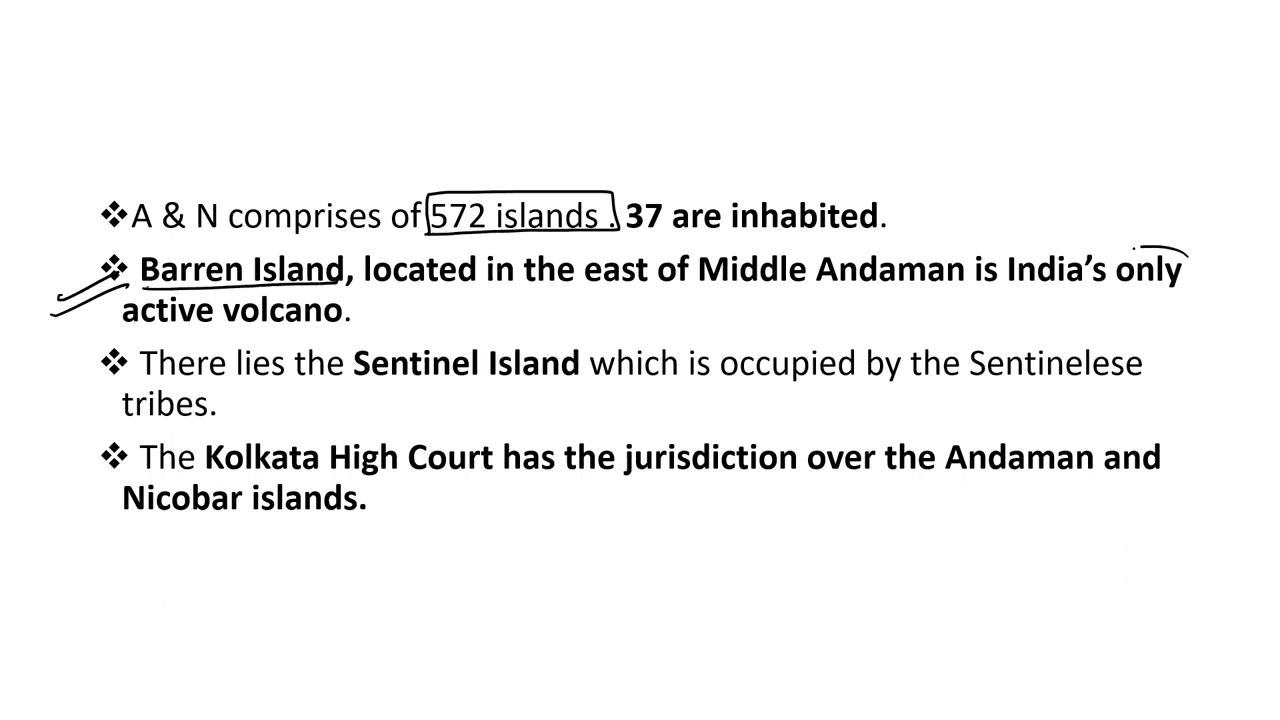 ❖A & N comprises of 572 islands . 37 are inhabited.
❖ Barren Island, located in the east of Middle Andaman is India’s only
active volcano.
❖ There lies the Sentinel Island which is occupied by the Sentinelese
tribes.
❖ The Kolkata High Court has the jurisdiction over the Andaman and
Nicobar islands.